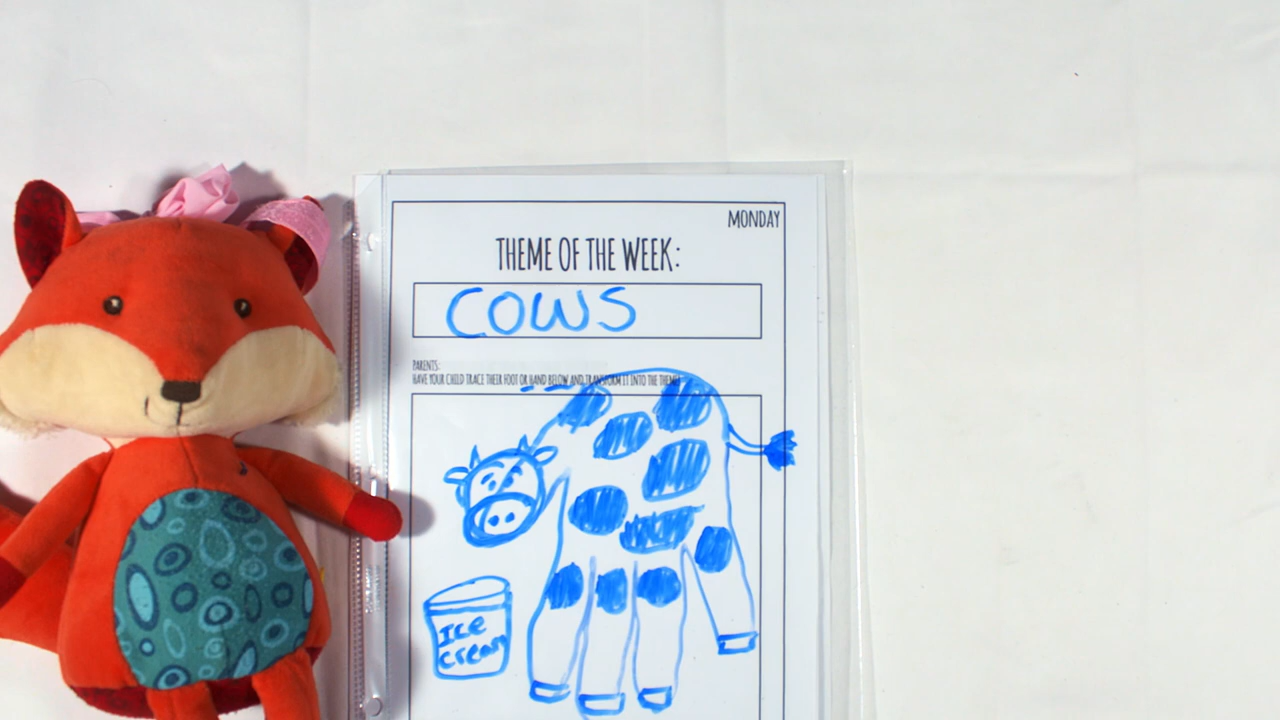 MONDAY
THEME OF THE WEEK:
COWS
PARENTS:
HAVE YOUR CHILD TRACE THEIR FOOT OR HAND BELOW AND TRANSFORM IT INTO THE THEME!
Ice
Cream